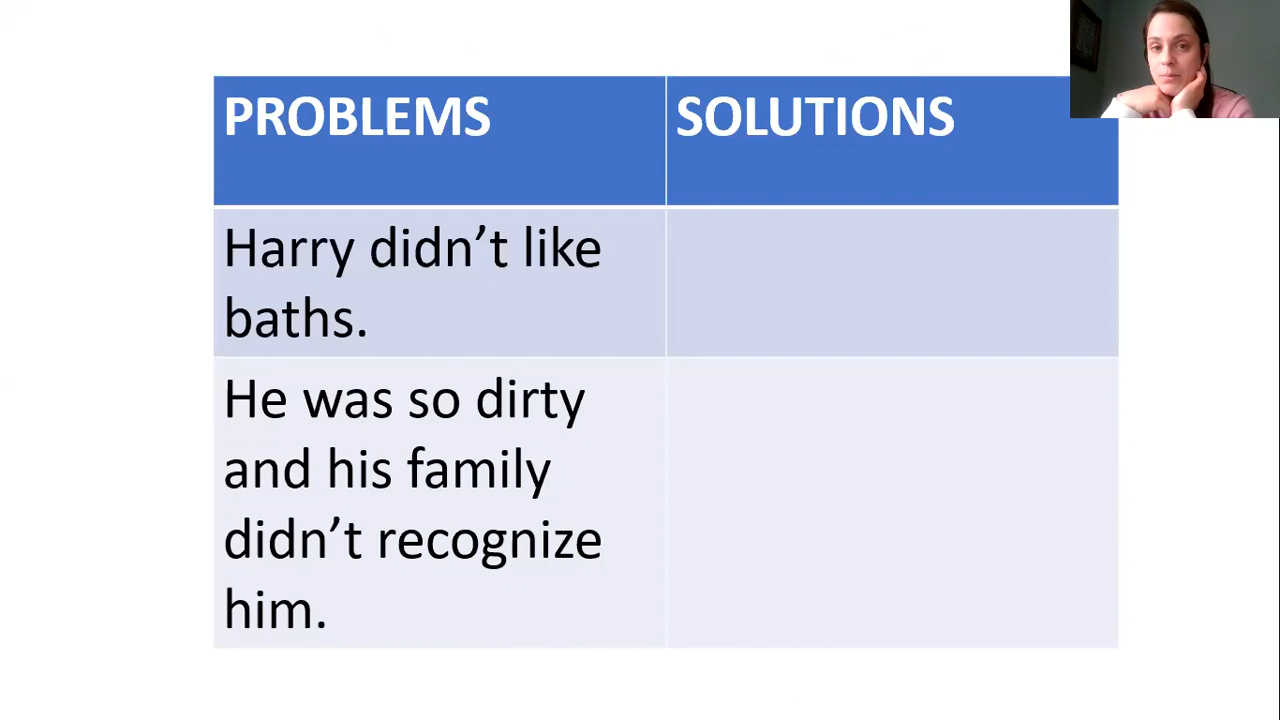 PROBLEMS SOLUTIONS
Harry didn’t like
baths.
He was so dirty
and his family
didn’t recognize
him.